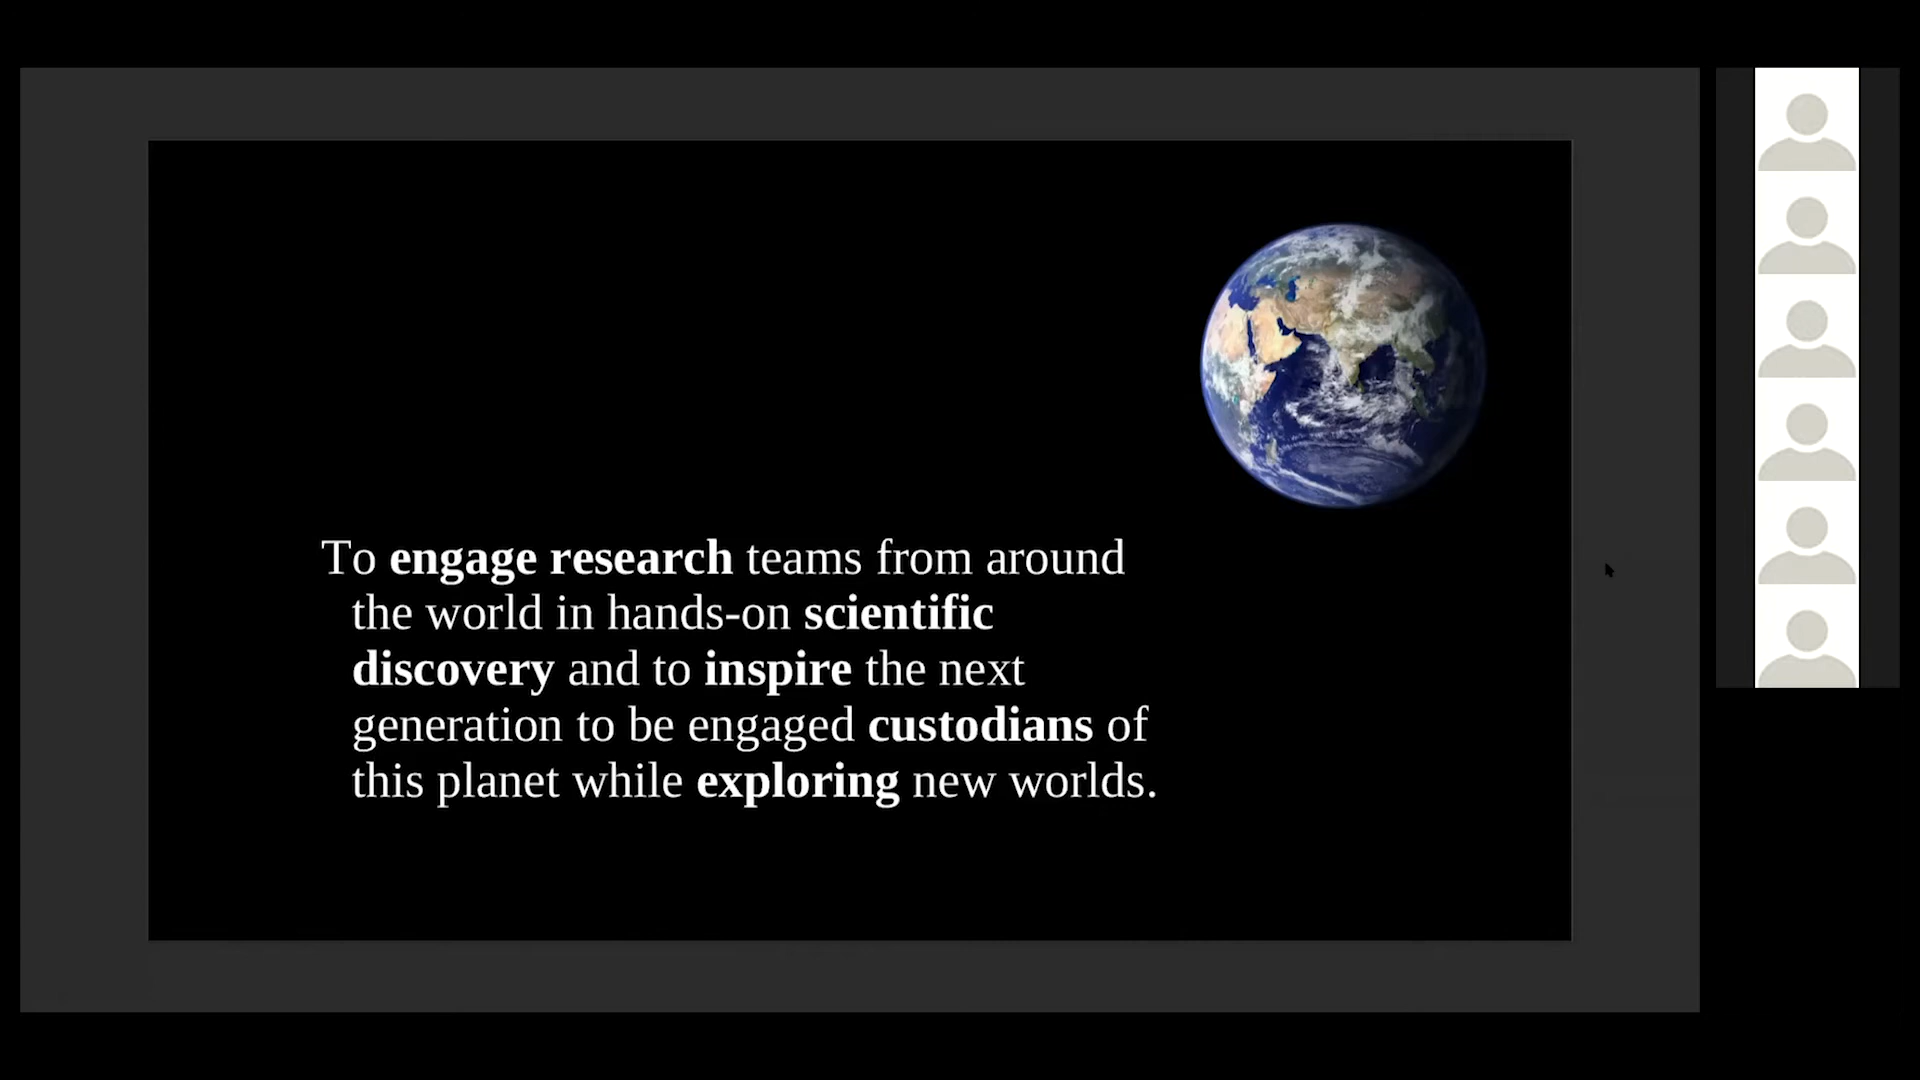 To engage research teams from around
the world in hands-on scientific
discovery and to inspire the next
generation to be engaged custodians of
this planet while exploring new worlds.